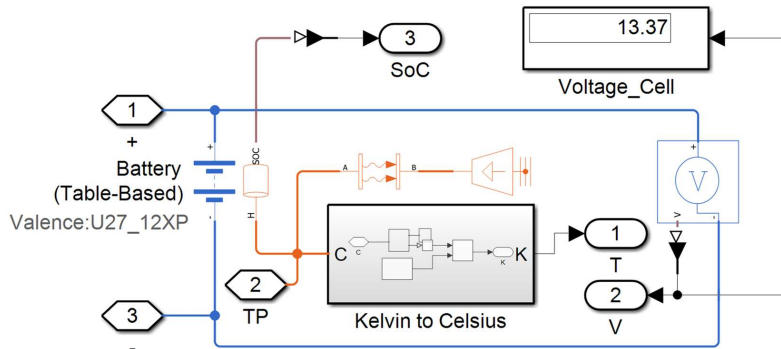 3
SoC
13.37
Voltage_Cell
1
+
Battery
(Table-Based)
Valence:U27_12XP
+
-
SOC
H
A
B
+
V
-
V
C
C
K
K
Kelvin to Celsius
2
TP
1
T
2
V
3
-